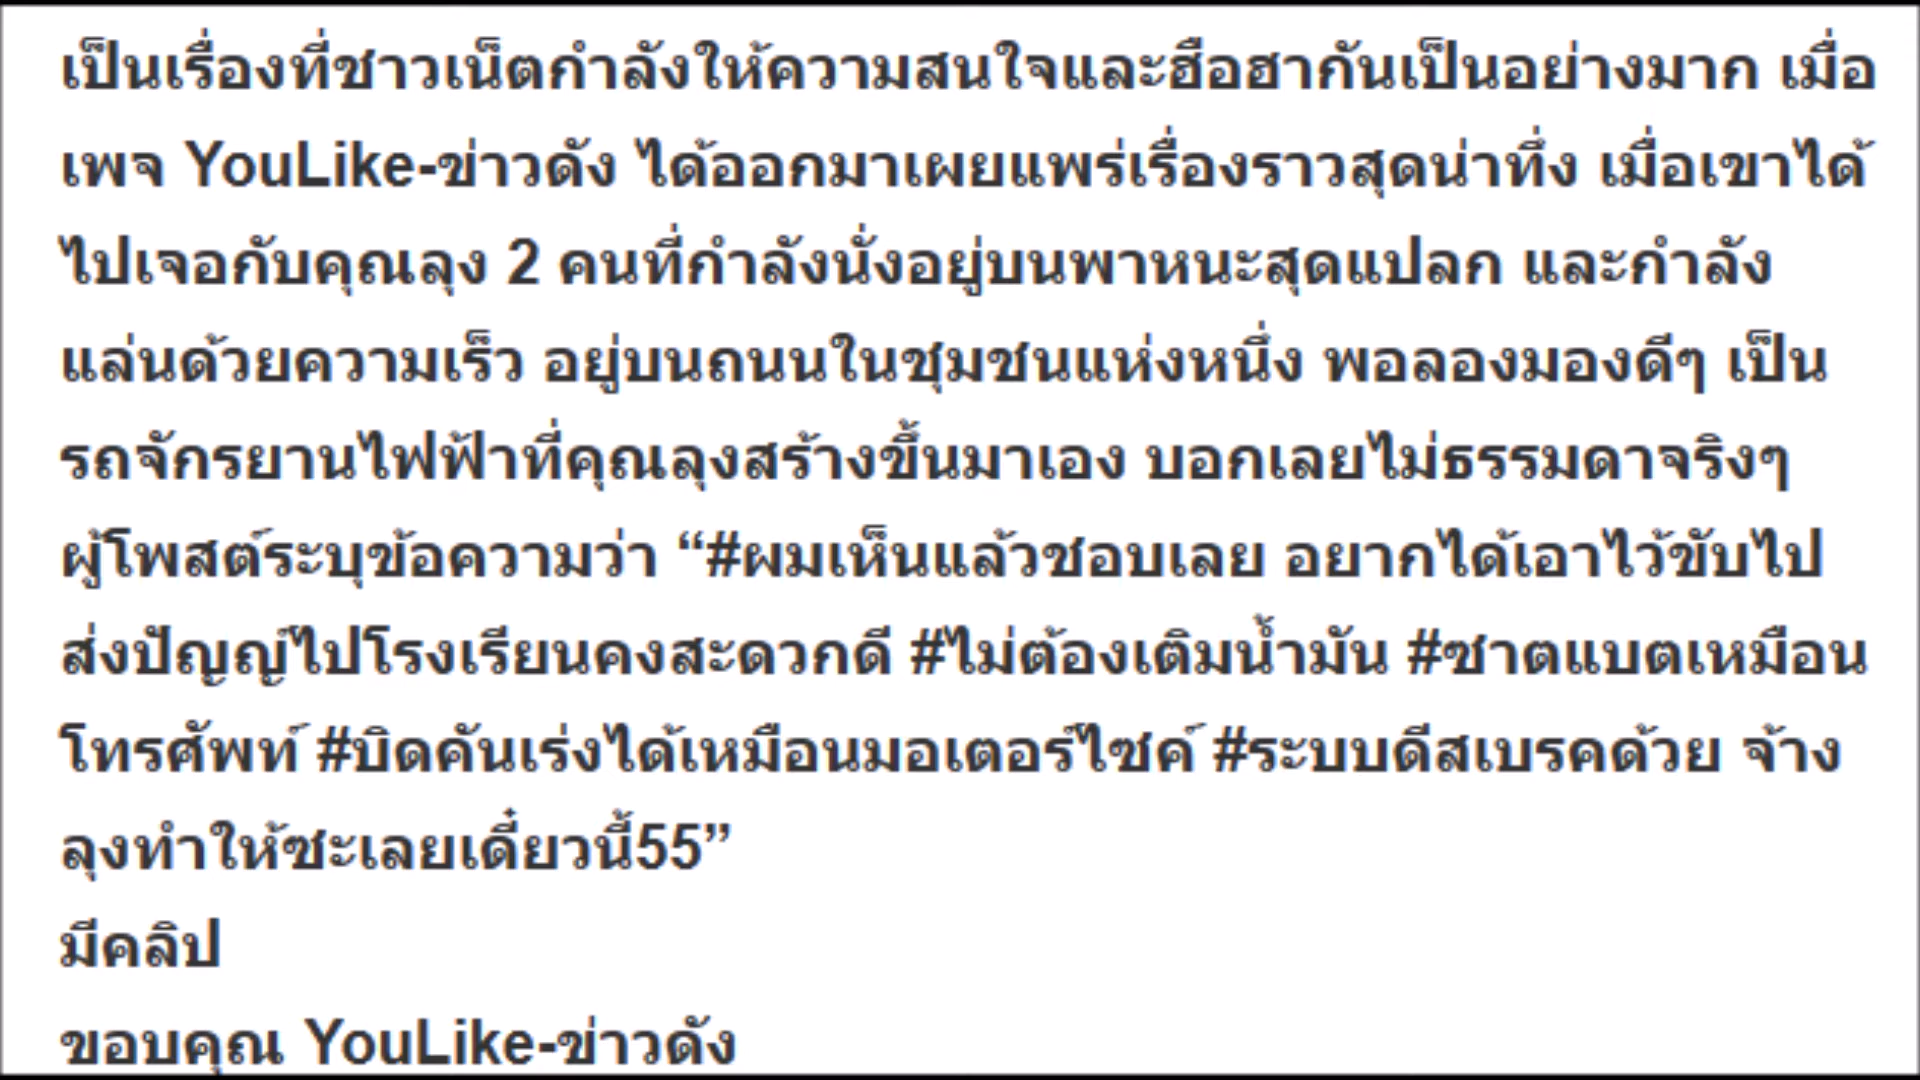 เป็นเรื่องที่ชาวเน็ตกำลังให้ความสนใจและฮือฮากันเป็นอย่างมาก เมื่อ
เพจ YouLike-ข่าวดัง ได้ออกมาเผยแพร่เรื่องราวสุดน่าทึ่ง เมื่อเขาได้
ไปเจอกับคุณลุง 2 คนที่กำลังนั่งอยู่บนพาหนะสุดแปลก และกำลัง
แล่นด้วยความเร็ว อยู่บนถนนในชุมชนแห่งหนึ่ง พอลองมองดีๆ เป็น
รถจักรยานไฟฟ้าที่คุณลุงสร้างขึ้นมาเอง บอกเลยไม่ธรรมดาจริงๆ
ผู้โพสต์ระบุข้อความว่า “#ผมเห็นแล้วชอบเลย อยากได้เอาไว้ขับไป
ส่งปัญญ์ไปโรงเรียนคงสะดวกดี #ไม่ต้องเติมน้ำมัน #ชาตแบตเหมือน
โทรศัพท์ #บิดคันเร่งได้เหมือนมอเตอร์ไซค์ #ระบบดีสเบรคด้วย จ้าง
ลุงทำให้ซะเลยเดี๋ยวนี้55”
มีคลิป
ขอบคุณ YouLike-ข่าวดัง